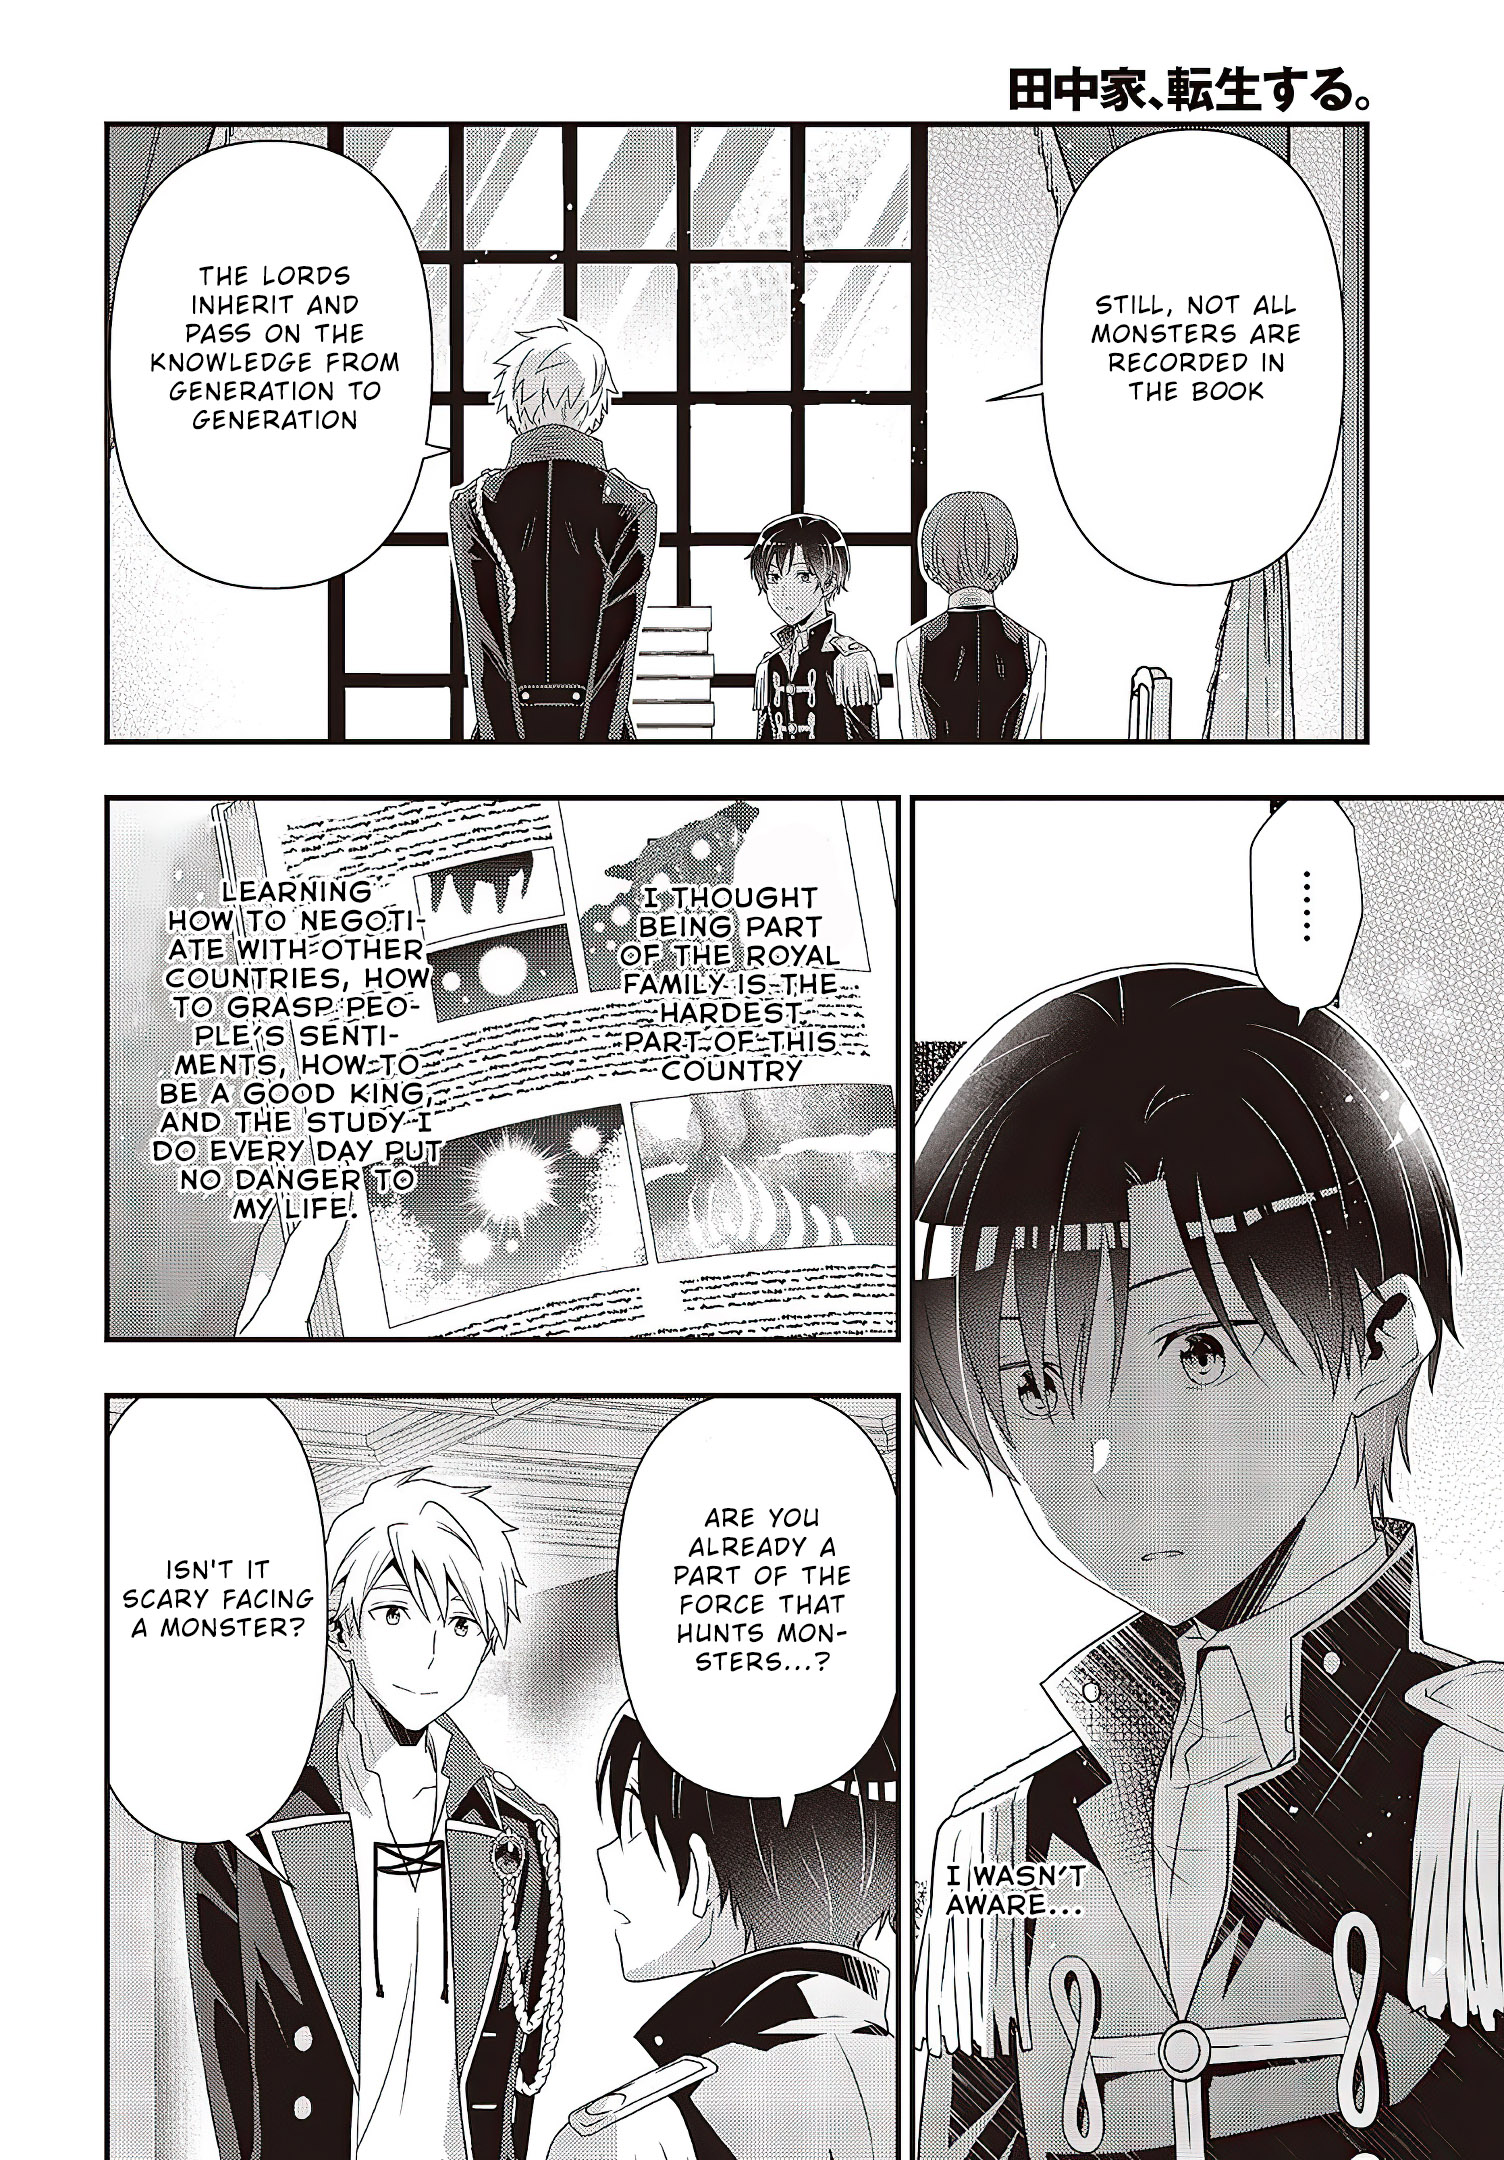 田中家、転生する。
STILL, NOT ALL
MONSTERS ARE
RECORDED IN
THE BOOK
THE LORDS
INHERIT AND
PASS ON THE
KNOWLEDGE FROM
GENERATION TO
GENERATION
........
I WASN'T
AWARE...
I THOUGHT
BEING PART
OF THE ROYAL
FAMILY IS THE
HARDEST
PART OF THIS
COUNTRY
LEARNING
HOW TO NEGOTI-
ATE WITH OTHER
COUNTRIES, HOW
TO GRASP PEO-
PLE'S SENTI-
MENTS, HOW TO
BE A GOOD KING,
AND THE STUDY I
DO EVERY DAY PUT
NO DANGER TO
MY LIFE.
ARE YOU
ALREADY A
PART OF THE
FORCE THAT
HUNTS MON-
STERS...?
ISN'T IT
SCARY FACING
A MONSTER?